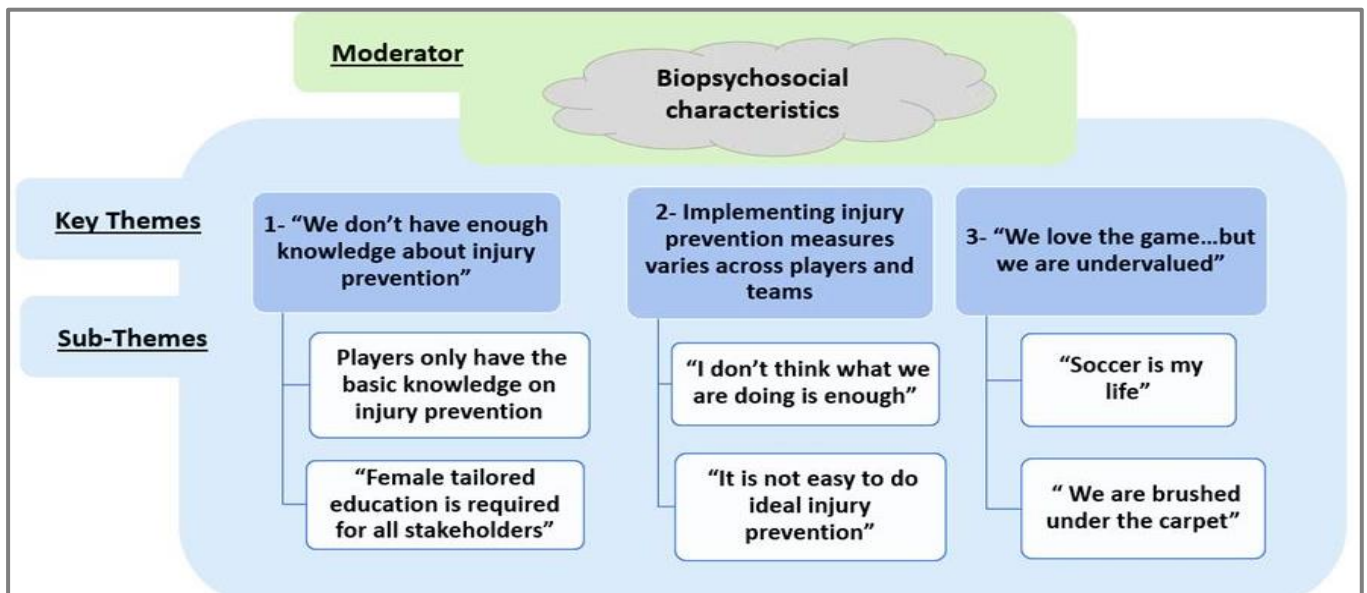 Moderator
Biopsychosocial
characteristics
Key Themes
1- “We don’t have enough
knowledge about injury
prevention”
2- Implementing injury
prevention measures
varies across players and
teams
3- “We love the game...but
we are undervalued”
Sub-Themes
Players only have the
basic knowledge on
injury prevention
“I don’t think what we
are doing is enough”
“Soccer is my
life”
“Female tailored
education is required
for all stakeholders”
“It is not easy to do
ideal injury
prevention”
“ We are brushed
under the carpet”